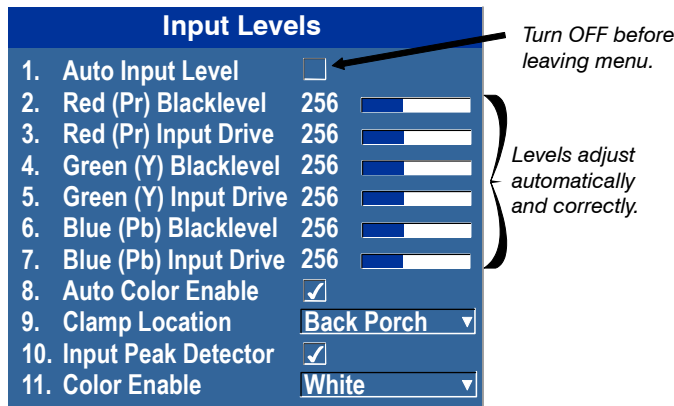 Input Levels
1. Auto Input Level
2. Red (Pr) Blacklevel 256
3. Red (Pr) Input Drive 256
4. Green (Y) Blacklevel 256
5. Green (Y) Input Drive 256
6. Blue (Pb) Blacklevel 256
7. Blue (Pb) Input Drive 256
8. Auto Color Enable
9. Clamp Location Back Porch
10. Input Peak Detector
11. Color Enable White
Turn OFF before
leaving menu.
Levels adjust
automatically
and correctly.